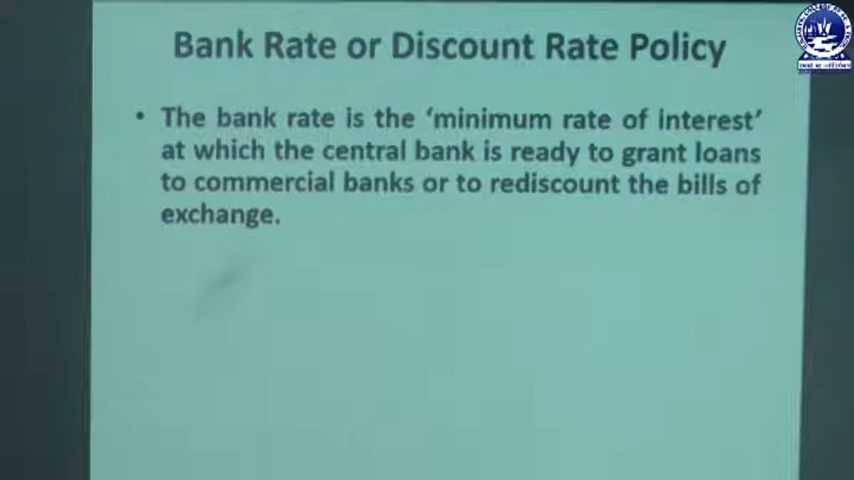 Bank Rate or Discount Rate Policy
• The bank rate is the ‘minimum rate of interest’
at which the central bank is ready to grant loans
to commercial banks or to rediscount the bills of
exchange.